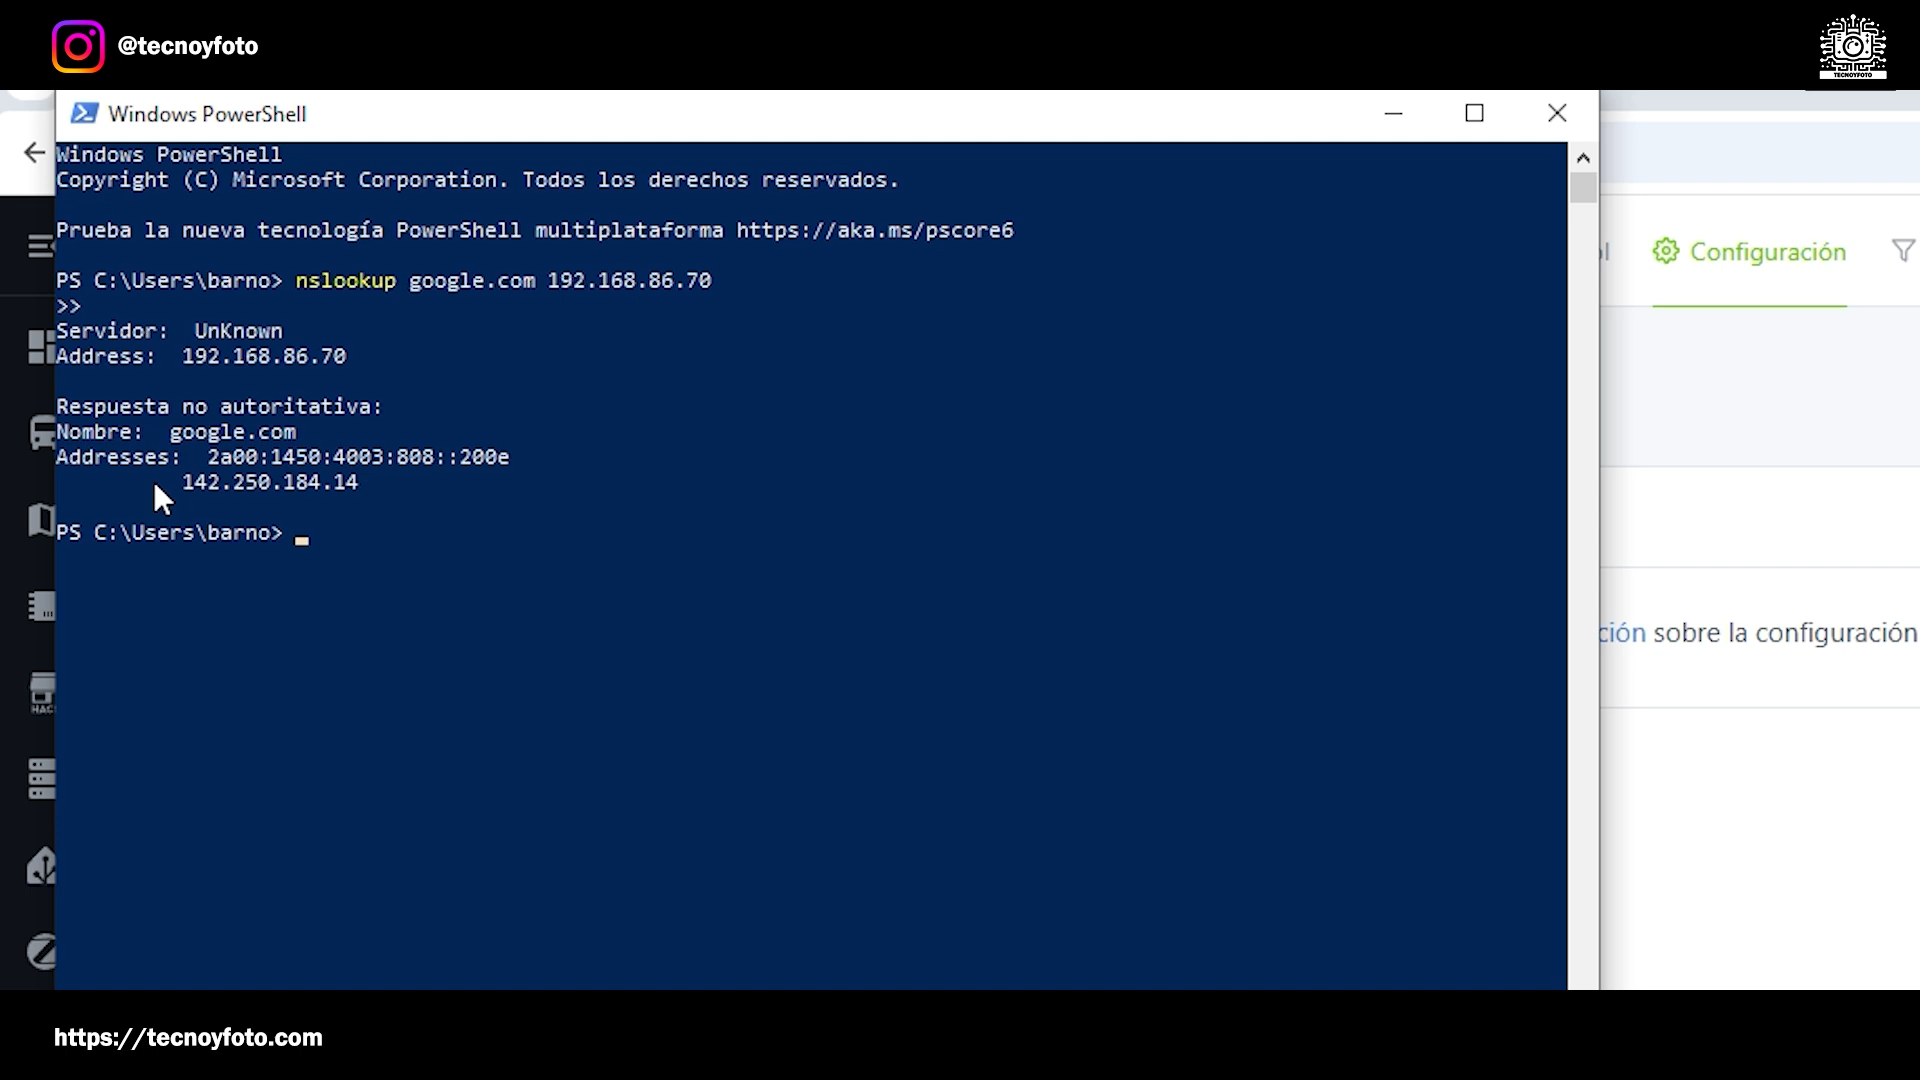 @tecnoyfoto
TECNOYFOTO
Windows PowerShell
Windows PowerShell
Copyright (C) Microsoft Corporation. Todos los derechos reservados.
Prueba la nueva tecnología PowerShell multiplataforma https://aka.ms/pscore6
PS C:\Users\barno> nslookup google.com 192.168.86.70
>>
Servidor:  UnKnown
Address:  192.168.86.70
Respuesta no autoritativa:
Nombre:  google.com
Addresses:  2a00:1450:4003:808::200e
142.250.184.14
PS C:\Users\barno>
Configuración
ción sobre la configuración
HAC
https://tecnoyfoto.com